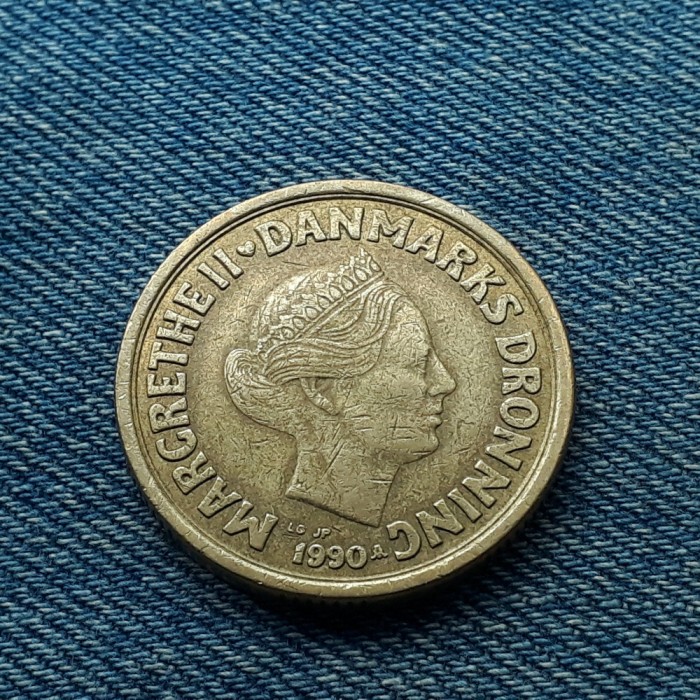 MARGRETHE II ♥ DANMARKS DRONNING
LG JP
1990